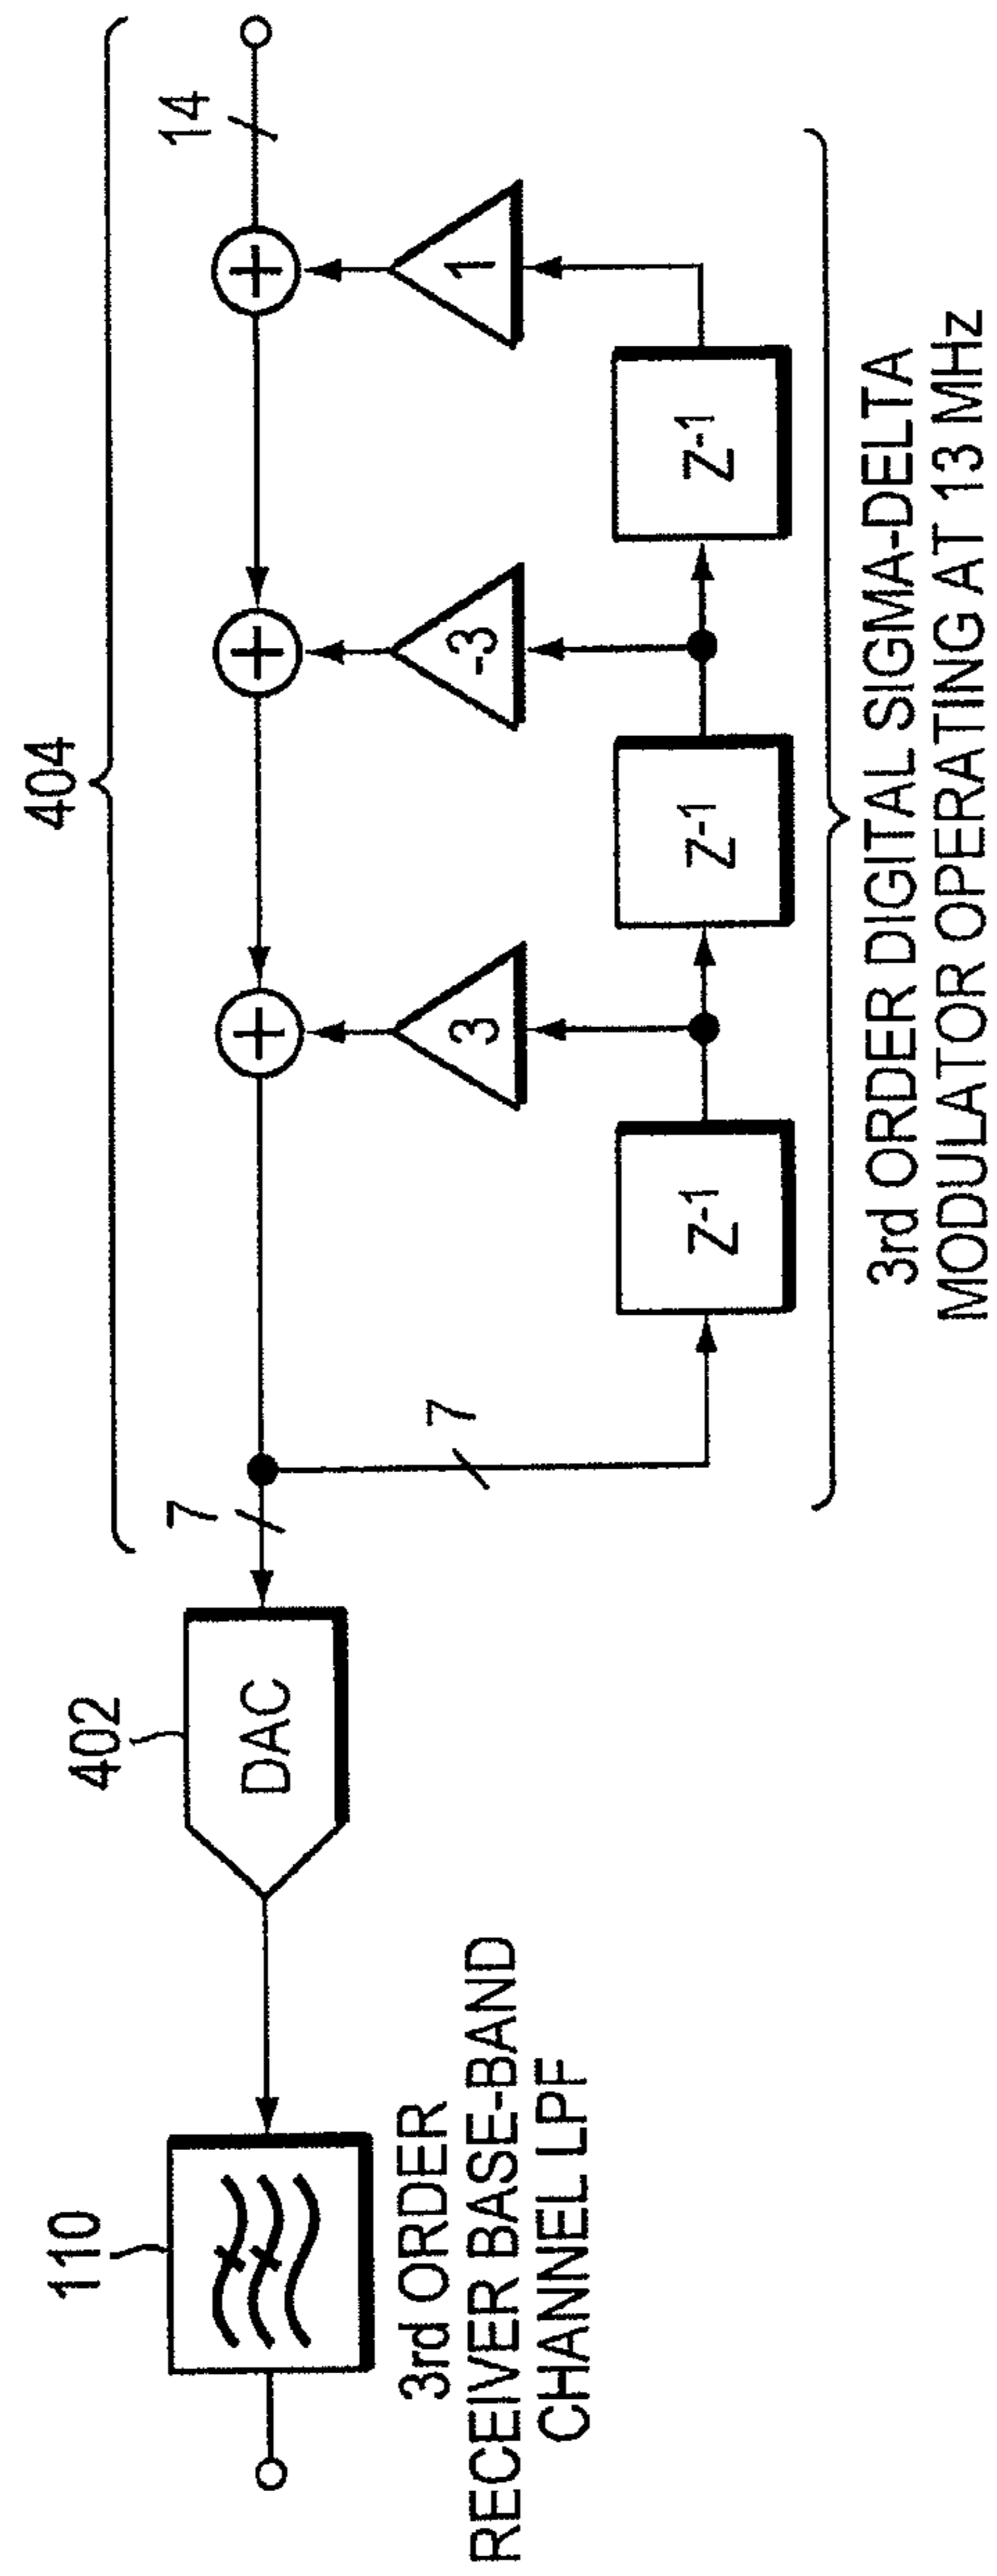 404
14
1
-3
3
Z-1
Z-1
Z-1
7
7
3rd ORDER DIGITAL SIGMA-DELTA
MODULATOR OPERATING AT 13 MHz
402
DAC
110
3rd ORDER
RECEIVER BASE-BAND
CHANNEL LPF